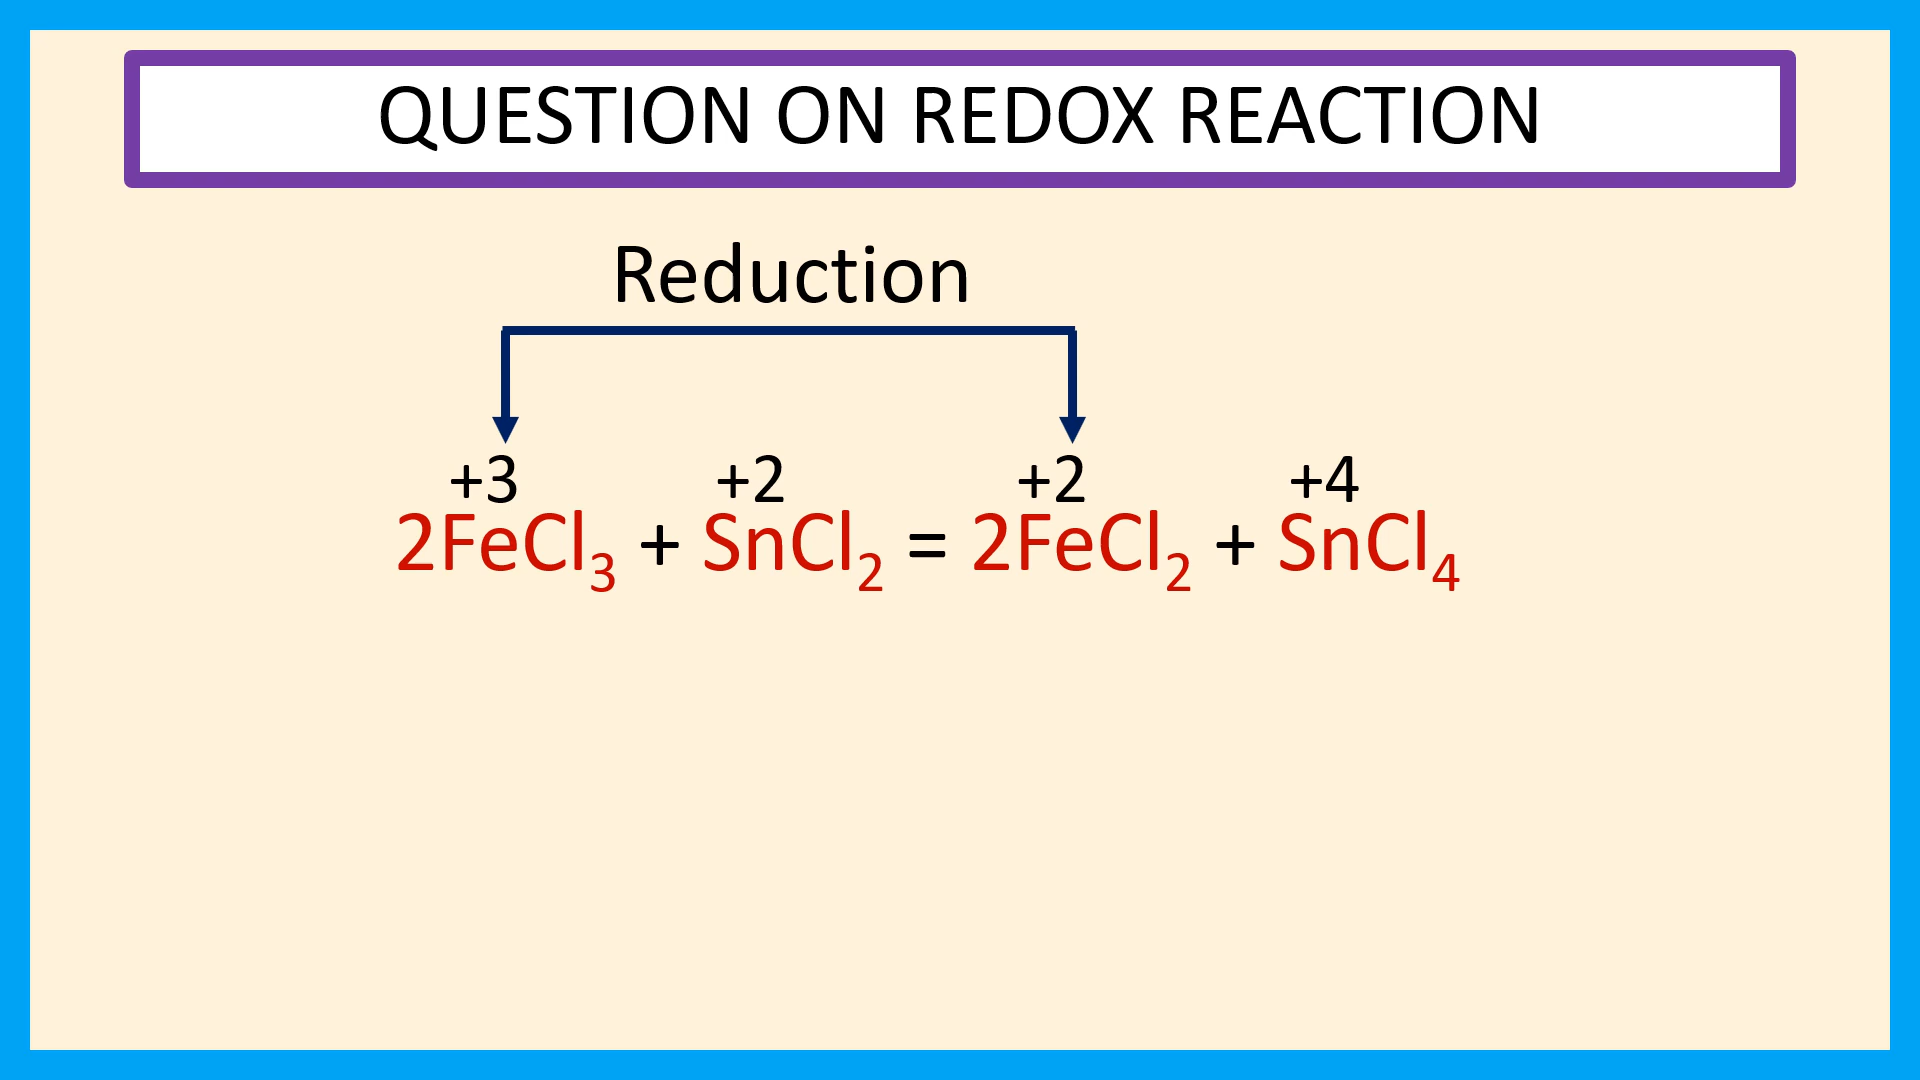 QUESTION ON REDOX REACTION
Reduction
+3 +2 +2 +4
2FeCl₃ + SnCl₂ = 2FeCl₂ + SnCl₄